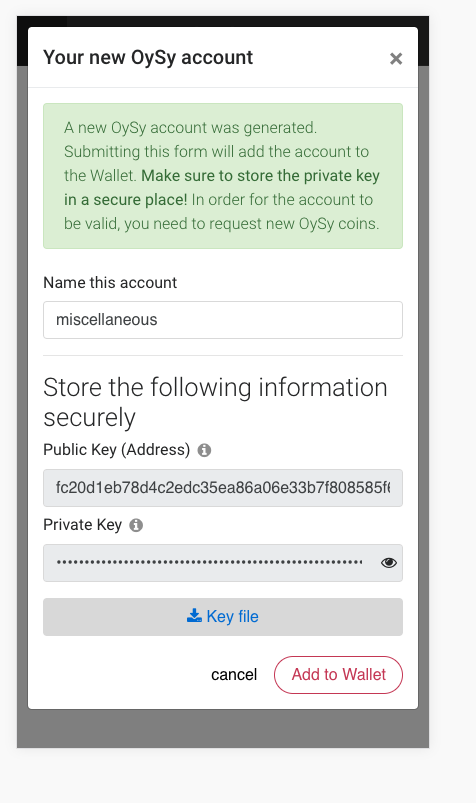 Your new OySy account
×
A new OySy account was generated.
Submitting this form will add the account to
the Wallet. Make sure to store the private key
in a secure place! In order for the account to
be valid, you need to request new OySy coins.
Name this account
miscellaneous
Store the following information
securely
Public Key (Address)
fc20d1eb78d4c2edc35ea86a06e33b7f808585f
Private Key
Key file
cancel
Add to Wallet